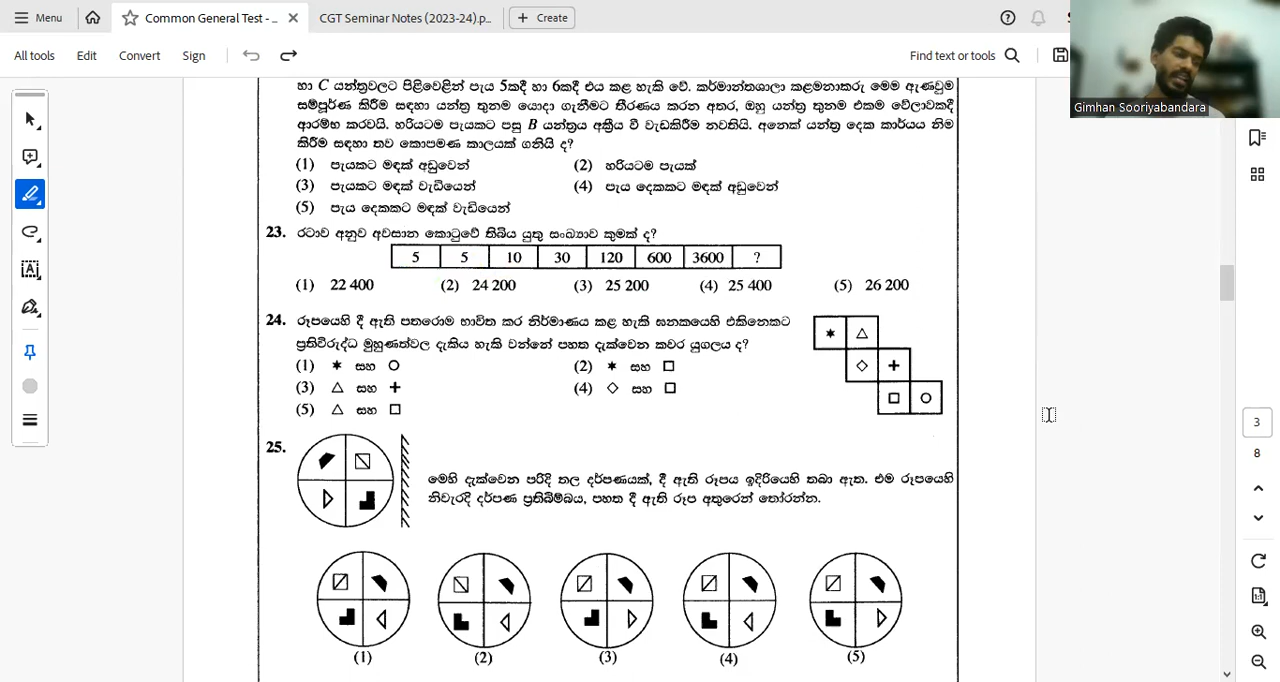 Menu
Common General Test - ...
CGT Seminar Notes (2023-24).p...
Create
All tools
Edit
Convert
Sign
Find text or tools
Gimhan Sooriyabandara
හා C යන්ත්‍රවලට පිළිවෙළින් පැය 5කදී හා 6කදී එය කළ හැකි වේ. කර්මාන්තශාලා කළමනාකරු මෙම ඇණවුම
සම්පූර්ණ කිරීම සඳහා යන්ත්‍ර තුනම යොදා ගැනීමට තීරණය කරන අතර, ඔහු යන්ත්‍ර තුනම එකම වේලාවකදී
ආරම්භ කරවයි. හරියටම පැයකට පසු B යන්ත්‍රය අක්‍රීය වී වැඩකිරීම නවතියි. අනෙක් යන්ත්‍ර දෙක කාර්යය නිම
කිරීම සඳහා තව කොපමණ කාලයක් ගනියි ද?
(1) පැයකට මඳක් අඩුවෙන් (2) හරියටම පැයක්
(3) පැයකට මඳක් වැඩියෙන් (4) පැය දෙකකට මඳක් අඩුවෙන්
(5) පැය දෙකකට මඳක් වැඩියෙන්
23. රටාව අනුව අවසාන කොටුවේ තිබිය යුතු සංඛ්‍යාව කුමක් ද?
5 5 10 30 120 600 3600 ?
(1) 22 400 (2) 24 200 (3) 25 200 (4) 25 400 (5) 26 200
24. රූපයෙහි දී ඇති පතරොම භාවිත කර නිර්මාණය කළ හැකි ඝනකයෙහි එකිනෙකට
ප්‍රතිවිරුද්ධ මුහුණත්වල දැකිය හැකි වන්නේ පහත දැක්වෙන කවර යුගලය ද?
(1) ✶ සහ ○ (2) ✶ සහ □
(3) △ සහ + (4) ◇ සහ □
(5) △ සහ □
25.
මෙහි දැක්වෙන පරිදි තල දර්පණයක්, දී ඇති රූපය ඉදිරියෙහි තබා ඇත. එම රූපයෙහි
නිවැරදි දර්පණ ප්‍රතිබිම්බය, පහත දී ඇති රූප අතුරෙන් තෝරන්න.
(1) (2) (3) (4) (5)
3
8